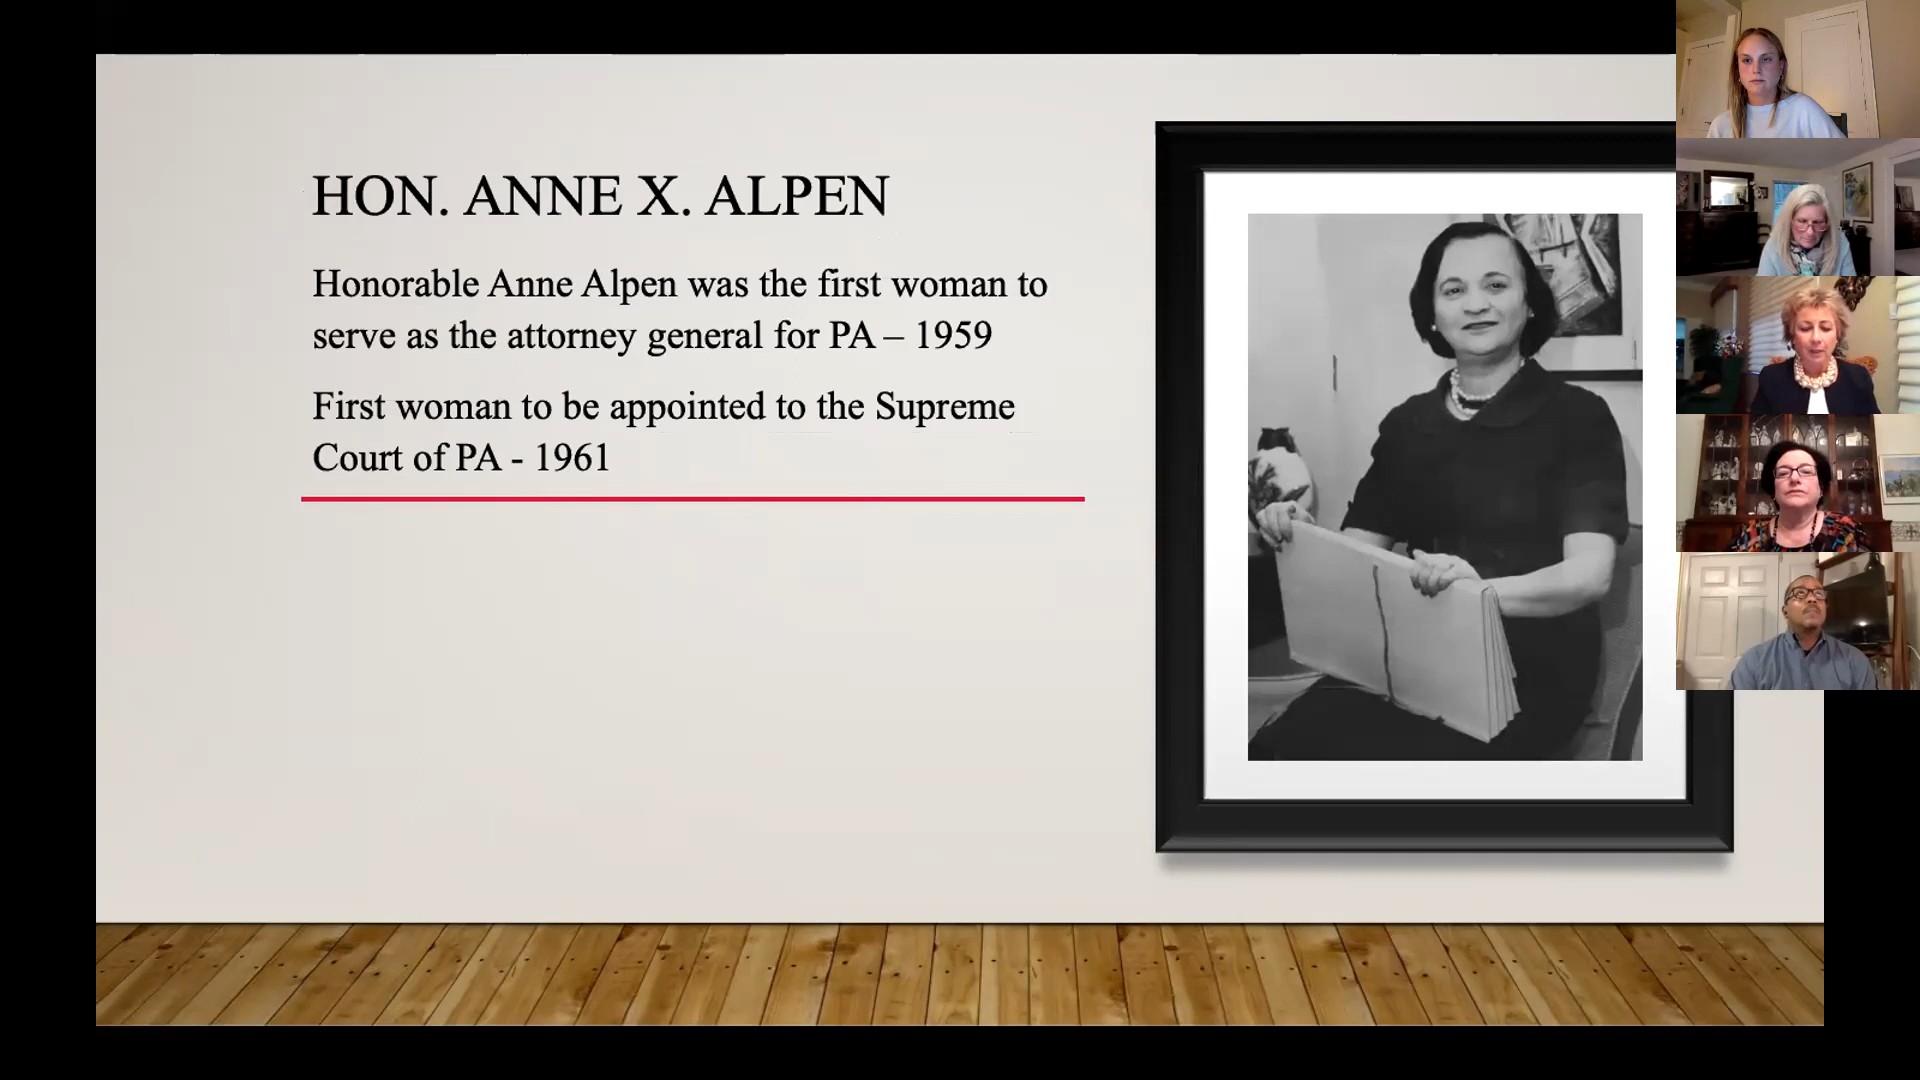 HON. ANNE X. ALPEN
Honorable Anne Alpen was the first woman to
serve as the attorney general for PA – 1959
First woman to be appointed to the Supreme
Court of PA - 1961